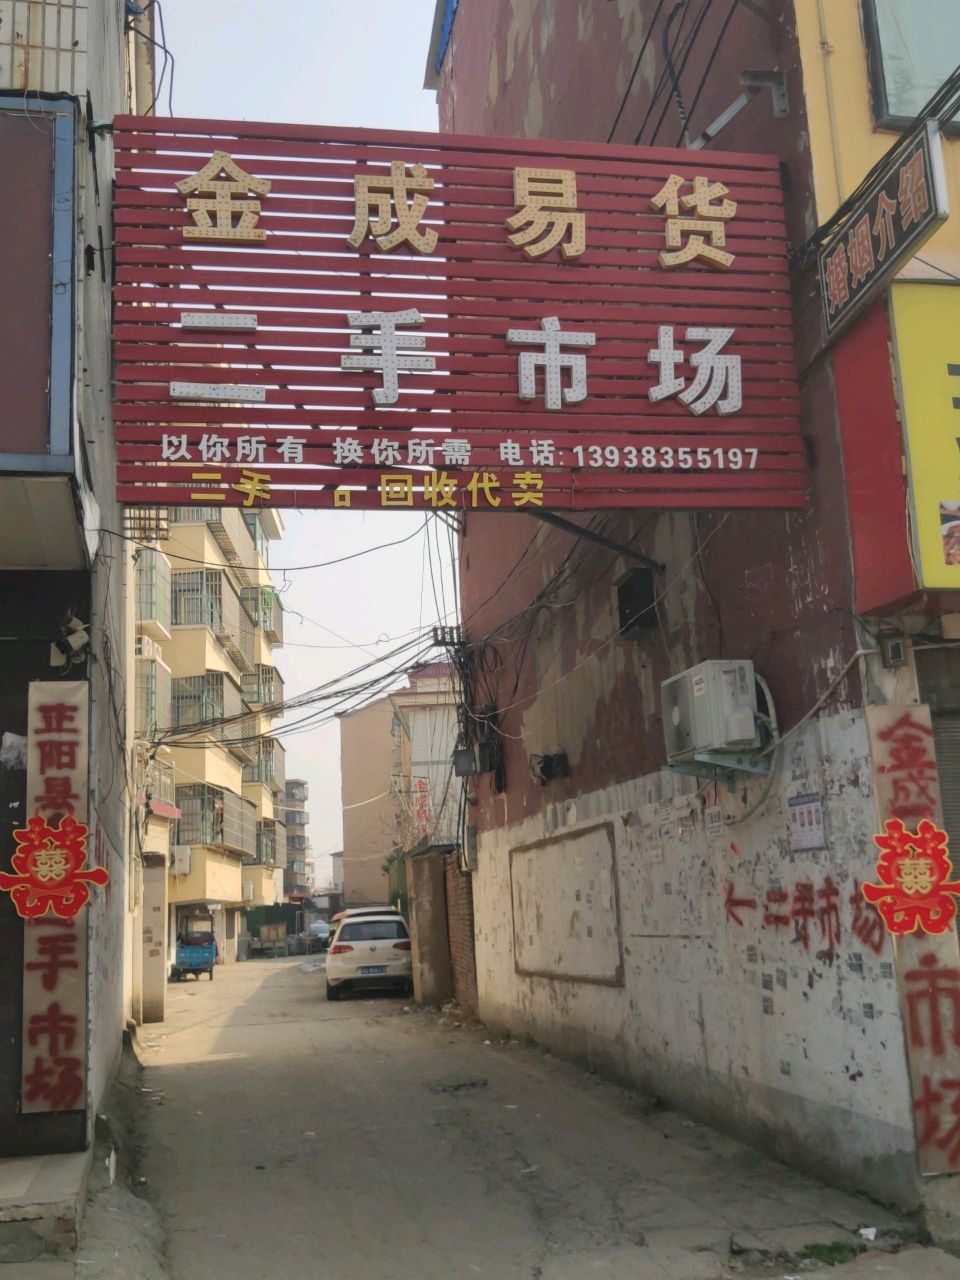 金成易货
二手市场
以你所有 换你所需 电话:13938355197
二手 回收代卖
婚姻介绍
正阳县
手市场
金成
市场
二手市场